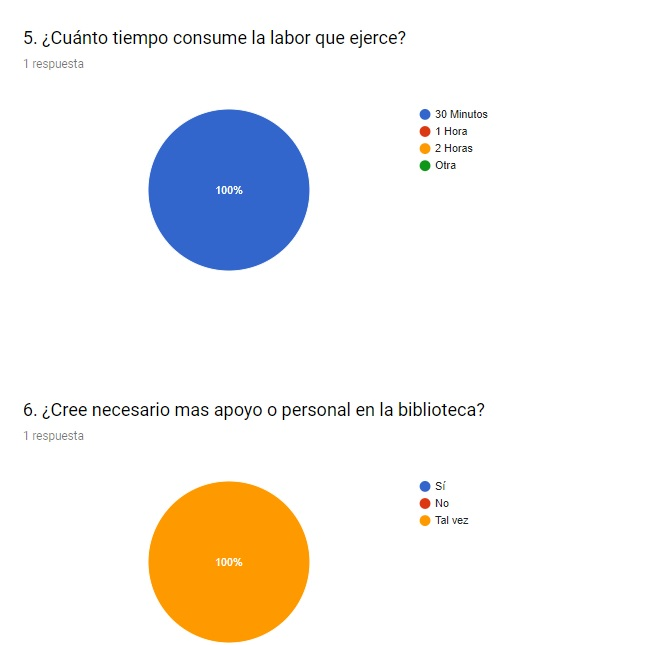 5. ¿Cuánto tiempo consume la labor que ejerce?
1 respuesta
100%
30 Minutos
1 Hora
2 Horas
Otra
6. ¿Cree necesario mas apoyo o personal en la biblioteca?
1 respuesta
100%
Sí
No
Tal vez